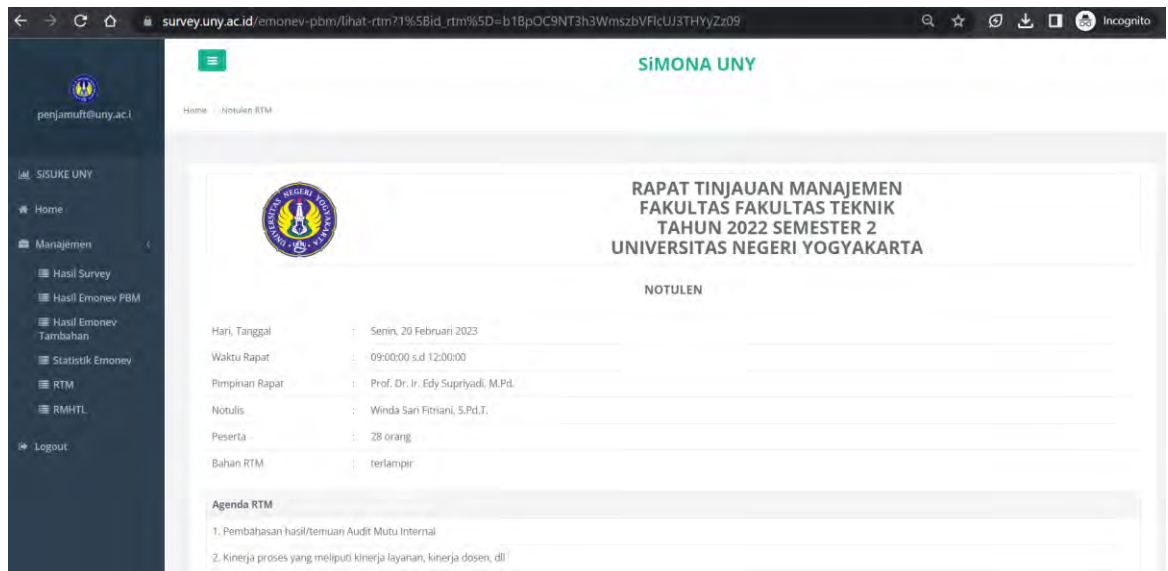 survey.uny.ac.id/emonev-pbm/lihat-rtm?1%5Bid_rtm%5D=b1BpOC9NT3h3WmszbVFlcUJ3THYyZz09
Incognito
penjamuft@uny.ac.i
SiSUKE UNY
Home
Manajemen
Hasil Survey
Hasil Emonev PBM
Hasil Emonev
Tambahan
Statistik Emonev
RTM
RMHTL
Logout
SiMONA UNY
Home / Notulen RTM
UNIVERSITAS NEGERI YOGYAKARTA
UNY
RAPAT TINJAUAN MANAJEMEN
FAKULTAS FAKULTAS TEKNIK
TAHUN 2022 SEMESTER 2
UNIVERSITAS NEGERI YOGYAKARTA
NOTULEN
Hari, Tanggal : Senin, 20 Februari 2023
Waktu Rapat : 09:00:00 s.d 12:00:00
Pimpinan Rapat : Prof. Dr. Ir. Edy Supriyadi, M.Pd.
Notulis : Winda Sari Fitriani, S.Pd.T.
Peserta : 28 orang
Bahan RTM : terlampir
Agenda RTM
1. Pembahasan hasil/temuan Audit Mutu Internal
2. Kinerja proses yang meliputi kinerja layanan, kinerja dosen, dll